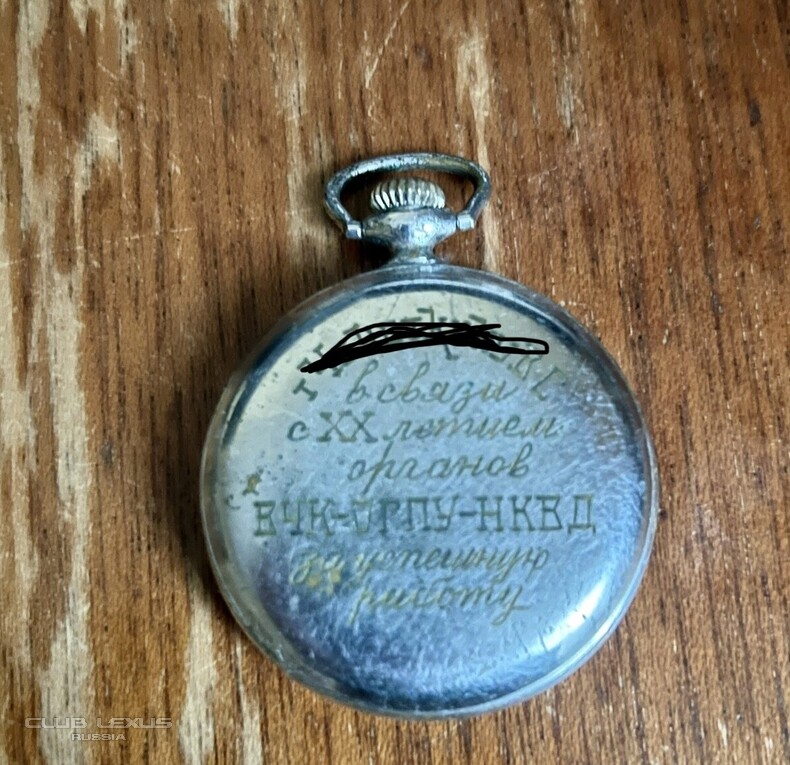 в связи
с XX летием
органов
ВЧК-ОГПУ-НКВД
за успешную
работу
CLUB LEXUS
RUSSIA